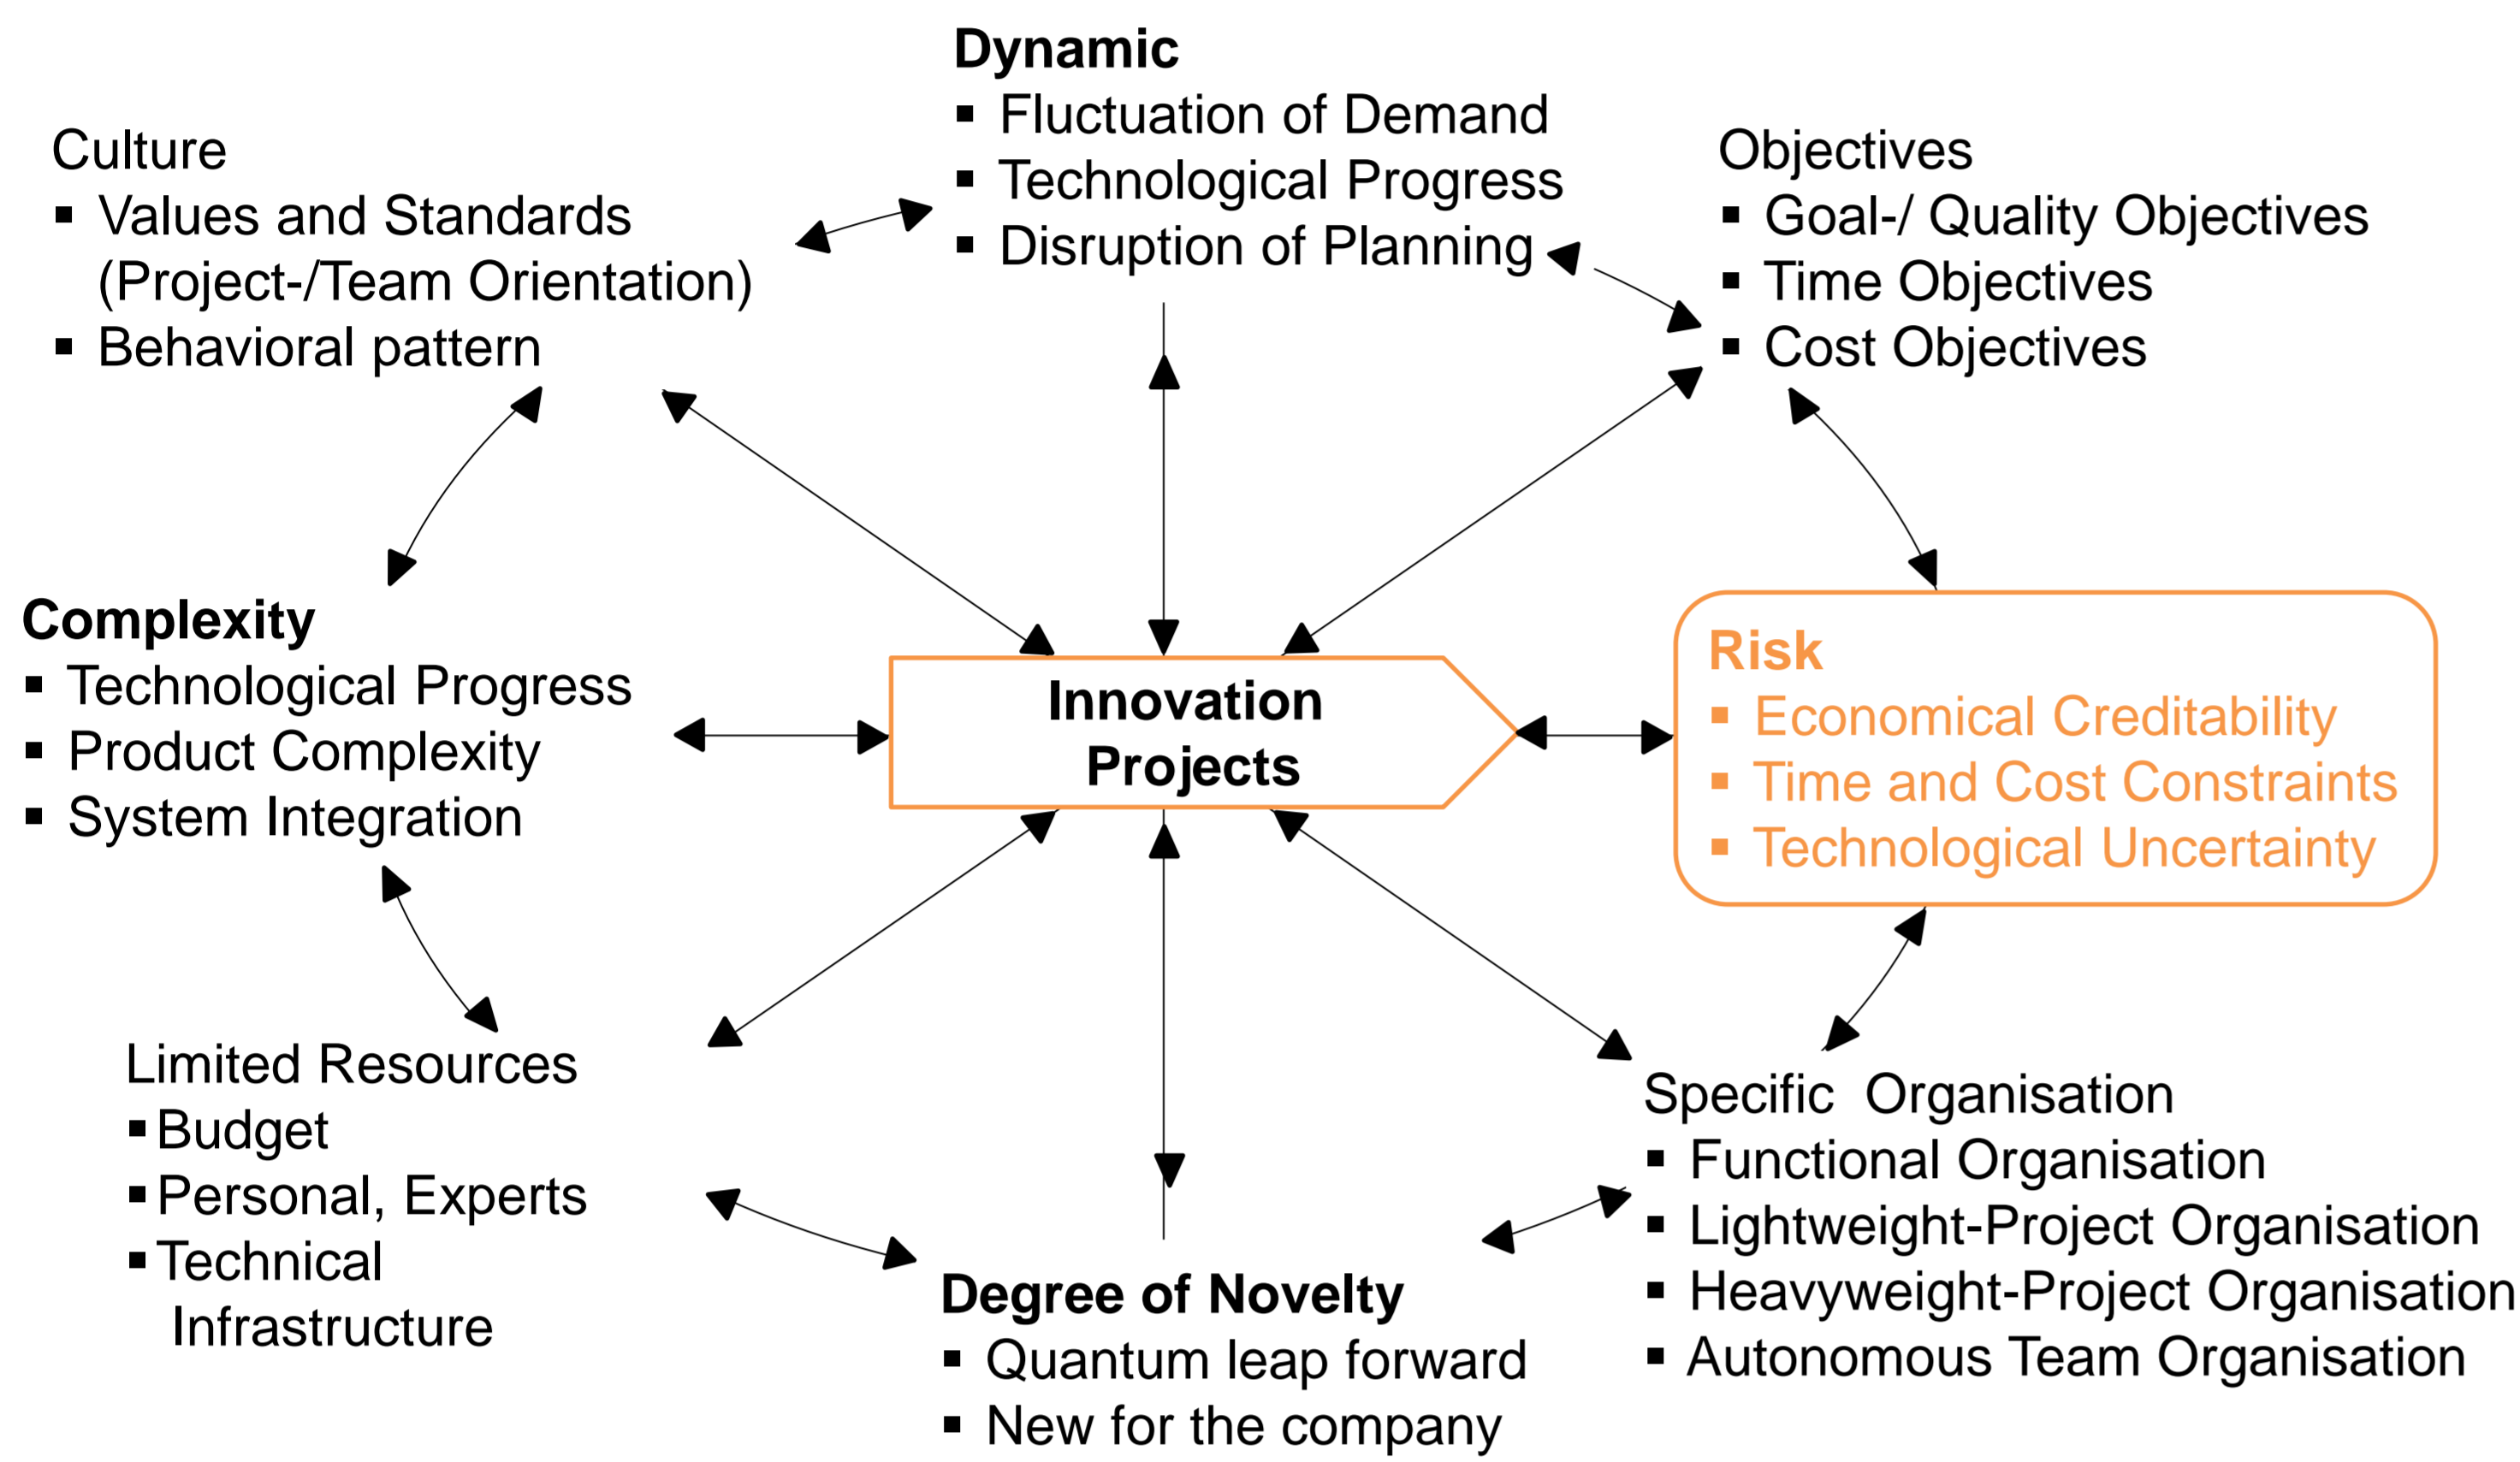 Dynamic
▪ Fluctuation of Demand
▪ Technological Progress
▪ Disruption of Planning
Culture
▪ Values and Standards
(Project-/Team Orientation)
▪ Behavioral pattern
Objectives
▪ Goal-/ Quality Objectives
▪ Time Objectives
▪ Cost Objectives
Complexity
▪ Technological Progress
▪ Product Complexity
▪ System Integration
Innovation
Projects
Risk
▪ Economical Creditability
▪ Time and Cost Constraints
▪ Technological Uncertainty
Limited Resources
▪ Budget
▪ Personal, Experts
▪ Technical
Infrastructure
Specific Organisation
▪ Functional Organisation
▪ Lightweight-Project Organisation
▪ Heavyweight-Project Organisation
▪ Autonomous Team Organisation
Degree of Novelty
▪ Quantum leap forward
▪ New for the company